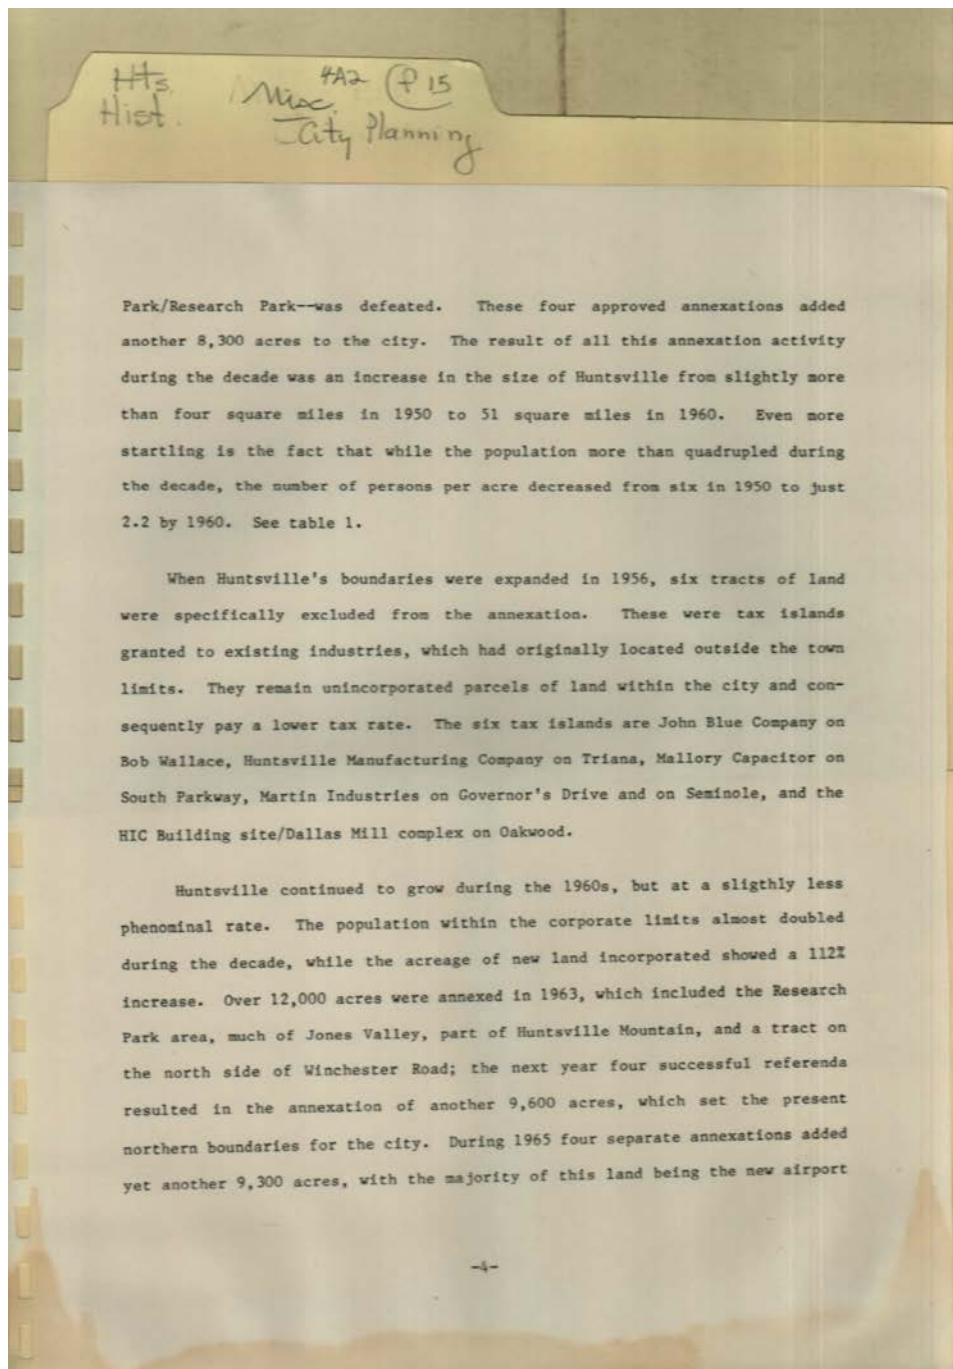 Hts. Misc. 4A2 P 15
Hist. - City Planning
Park/Research Park--was defeated. These four approved annexations added
another 8,300 acres to the city. The result of all this annexation activity
during the decade was an increase in the size of Huntsville from slightly more
than four square miles in 1950 to 51 square miles in 1960. Even more
startling is the fact that while the population more than quadrupled during
the decade, the number of persons per acre decreased from six in 1950 to just
2.2 by 1960. See table 1.
When Huntsville's boundaries were expanded in 1956, six tracts of land
were specifically excluded from the annexation. These were tax islands
granted to existing industries, which had originally located outside the town
limits. They remain unincorporated parcels of land within the city and con-
sequently pay a lower tax rate. The six tax islands are John Blue Company on
Bob Wallace, Huntsville Manufacturing Company on Triana, Mallory Capacitor on
South Parkway, Martin Industries on Governor's Drive and on Seminole, and the
HIC Building site/Dallas Mill complex on Oakwood.
Huntsville continued to grow during the 1960s, but at a sligthly less
phenominal rate. The population within the corporate limits almost doubled
during the decade, while the acreage of new land incorporated showed a 112%
increase. Over 12,000 acres were annexed in 1963, which included the Research
Park area, much of Jones Valley, part of Huntsville Mountain, and a tract on
the north side of Winchester Road; the next year four successful referenda
resulted in the annexation of another 9,600 acres, which set the present
northern boundaries for the city. During 1965 four separate annexations added
yet another 9,300 acres, with the majority of this land being the new airport
-4-